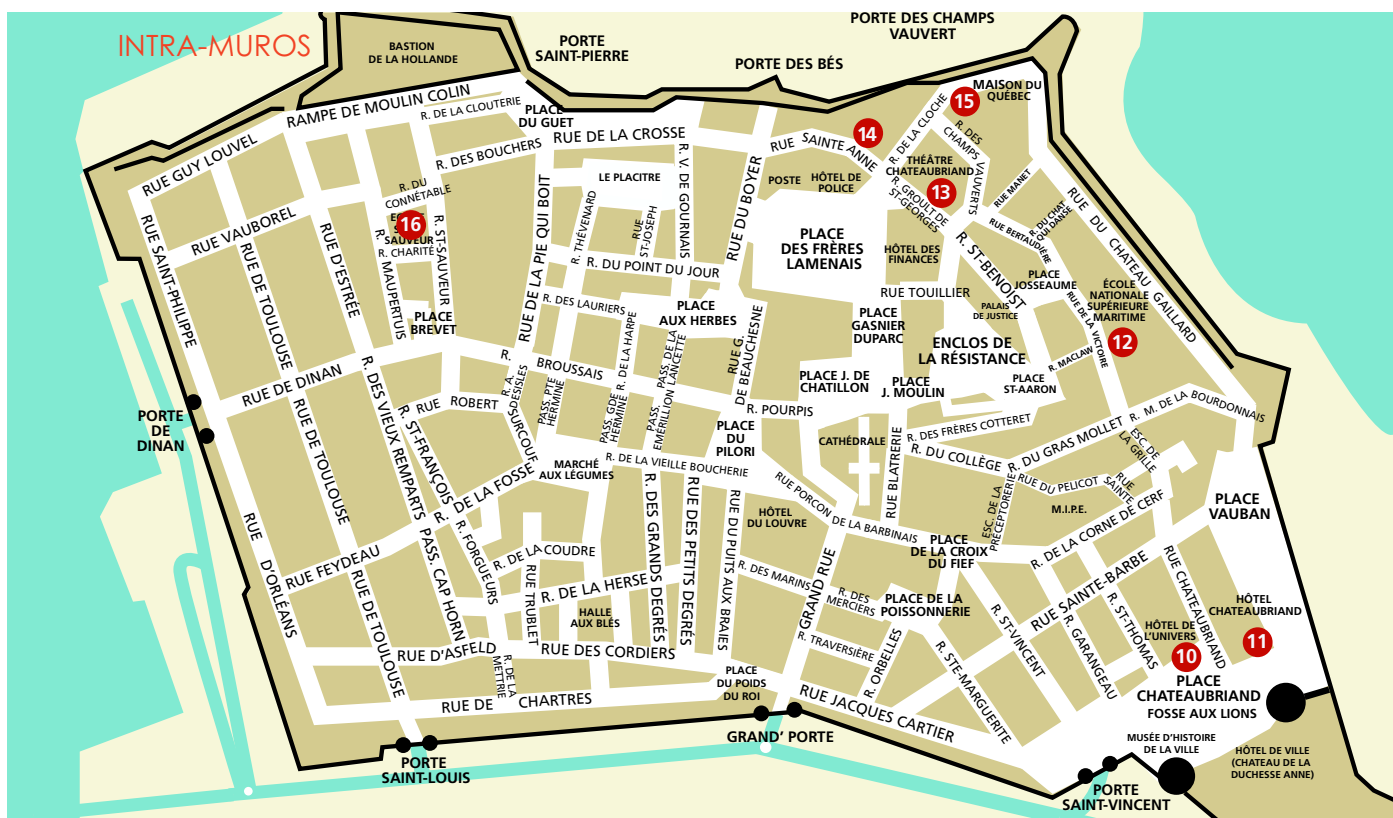 INTRA-MUROS
BASTION
DE LA HOLLANDE
PORTE
SAINT-PIERRE
PORTE DES CHAMPS
VAUVERT
PORTE DES BÉS
MAISON DU
QUÉBEC
15
14
RAMPE DE MOULIN COLIN
R. DE LA CLOUTERIE
PLACE
DU GUET
RUE DE LA CROSSE
R. DES BOUCHERS
RUE GUY LOUVEL
RUE SAINTE ANNE
R. DE LA CLOCHE
R. DES
CHAMPS
VAUVERTS
THÉÂTRE
CHATEAUBRIAND
13
R. GROULT DE
ST-GEORGES
LE PLACITRE
POSTE
HÔTEL DE
POLICE
R. V. DE GOURNAIS
RUE DU BOYER
R. DU
CONNÉTABLE
16
SAUVEUR
R. CHARITÉ
R. MAUPERTUIS
R. ST-SAUVEUR
RUE VAUBOREL
RUE SAINT-PHILIPPE
RUE DE TOULOUSE
RUE D'ESTRÉE
RUE DE LA PIE QUI BOIT
R. THÉVENARD
RUE
ST-JOSEPH
R. DU POINT DU JOUR
PLACE
DES FRÈRES
LAMENAIS
HÔTEL DES
FINANCES
RUE MANET
R. DU CHAT
QUI DANSE
RUE BERTAUDIÈRE
RUE DU CHATEAU GAILLARD
R. ST-BENOIST
PLACE
JOSSEAUME
ÉCOLE
NATIONALE
SUPÉRIEURE
MARITIME
12
RUE DE LA VICTOIRE
R. MACLAW
PALAIS
DE JUSTICE
RUE TOUILLIER
PLACE
GASNIER
DUPARC
ENCLOS DE
LA RÉSISTANCE
PLACE
ST-AARON
PLACE
BREVET
R. DES LAURIERS
PLACE
AUX HERBES
R. DE LA HARPE
PASS. DE LA
LANCETTE
RUE G.
DE BEAUCHESNE
R. BROUSSAIS
RUE DE DINAN
PORTE
DE
DINAN
PLACE J. DE
CHATILLON
PLACE
J. MOULIN
R. POURPIS
PLACE
DU
PILORI
CATHÉDRALE
R. DES FRÈRES COTTERET
R. DU COLLÈGE
R. DU GRAS MOLLET
R. M. DE LA BOURDONNAIS
ESC. DE
LA GRILLE
RUE BLATRERIE
R. A.
DESISLES
PASS. PTE
HERMINE
PASS. GDE
HERMINE
PASS.
EMÉRILLION
RUE ROBERT SURCOUF
R. ST-FRANÇOIS
R. DES VIEUX REMPARTS
RUE DE TOULOUSE
MARCHÉ
AUX LÉGUMES
R. DE LA VIEILLE BOUCHERIE
R. DE LA FOSSE
RUE PORCON DE LA BARBINAIS
HÔTEL
DU LOUVRE
ESC. DE LA
PRÉCEPTORERIE
RUE DU PELICOT
RUE
SAINTE
M.I.P.E.
PLACE
VAUBAN
R. DE LA CORNE DE CERF
PLACE
DE LA CROIX
DU FIEF
R. DES GRANDS DEGRÉS
RUE DES PETITS DEGRÉS
RUE DU PUITS AUX BRAIES
RUE FEYDEAU
PASS. CAP HORN
R. FORGUEURS
R. DE LA COUDRE
RUE TRUBLET
R. DE LA HERSE
HALLE
AUX BLÉS
RUE
D'ORLÉANS
RUE DE TOULOUSE
R. DES MARINS
GRAND RUE
R. DES
MERCIERS
PLACE DE LA
POISSONNERIE
R. TRAVERSIÈRE
R. ORBELLES
R. STE-MARGUERITE
R. ST-VINCENT
RUE SAINTE-BARBE
R. GARANGEAU
R. ST-THOMAS
RUE CHATEAUBRIAND
HÔTEL DE
L'UNIVERS
10
HÔTEL
CHATEAUBRIAND
11
PLACE
CHATEAUBRIAND
FOSSE AUX LIONS
RUE D'ASFELD
R. DE LA
METTRIE
RUE DES CORDIERS
RUE DE CHARTRES
PLACE
DU POIDS
DU ROI
RUE JACQUES CARTIER
GRAND' PORTE
PORTE
SAINT-LOUIS
MUSÉE D'HISTOIRE
DE LA VILLE
HÔTEL DE VILLE
(CHATEAU DE LA
DUCHESSE ANNE)
PORTE
SAINT-VINCENT